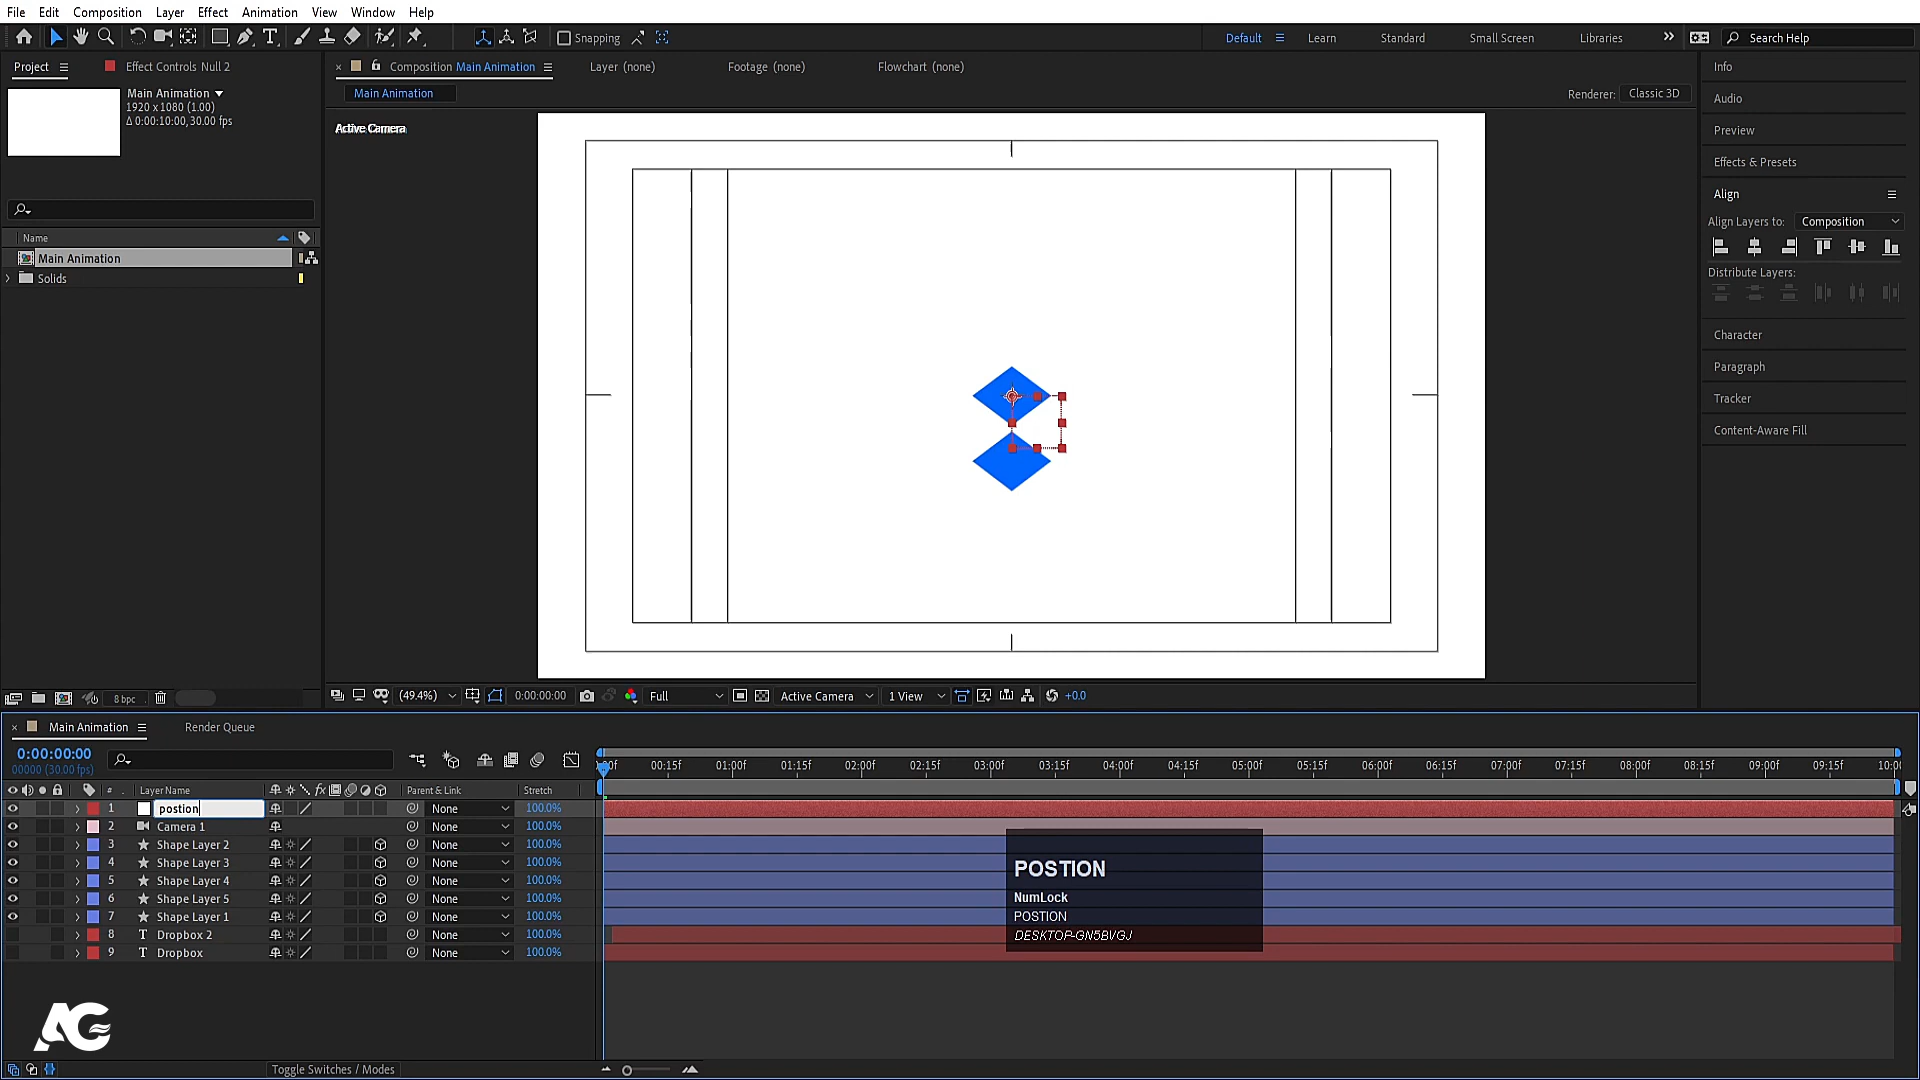 File Edit Composition Layer Effect Animation View Window Help
Snapping
Default Learn Standard Small Screen Libraries Search Help
Project Effect Controls Null 2
Composition Main Animation Layer (none) Footage (none) Flowchart (none)
Main Animation
1920 x 1080 (1.00)
Δ 0:00:10:00, 30.00 fps
Main Animation
Renderer: Classic 3D
Active Camera
Info
Audio
Preview
Effects & Presets
Align
Align Layers to: Composition
Distribute Layers:
Character
Paragraph
Tracker
Content-Aware Fill
Name
Main Animation
Solids
8 bpc
(49.4%) 0:00:00:00 Full Active Camera 1 View +0.0
Main Animation Render Queue
0:00:00:00
00000 (30.00 fps)
00:15f 01:00f 01:15f 02:00f 02:15f 03:00f 03:15f 04:00f 04:15f 05:00f 05:15f 06:00f 06:15f 07:00f 07:15f 08:00f 08:15f 09:00f 09:15f
# Layer Name fx Parent & Link Stretch
1 postion None 100.0%
2 Camera 1 None 100.0%
3 Shape Layer 2 None 100.0%
4 Shape Layer 3 None 100.0%
5 Shape Layer 4 None 100.0%
6 Shape Layer 5 None 100.0%
7 Shape Layer 1 None 100.0%
8 T Dropbox 2 None 100.0%
9 T Dropbox None 100.0%
POSTION
NumLock
POSTION
DESKTOP-GN5BVGJ
AG
Toggle Switches / Modes